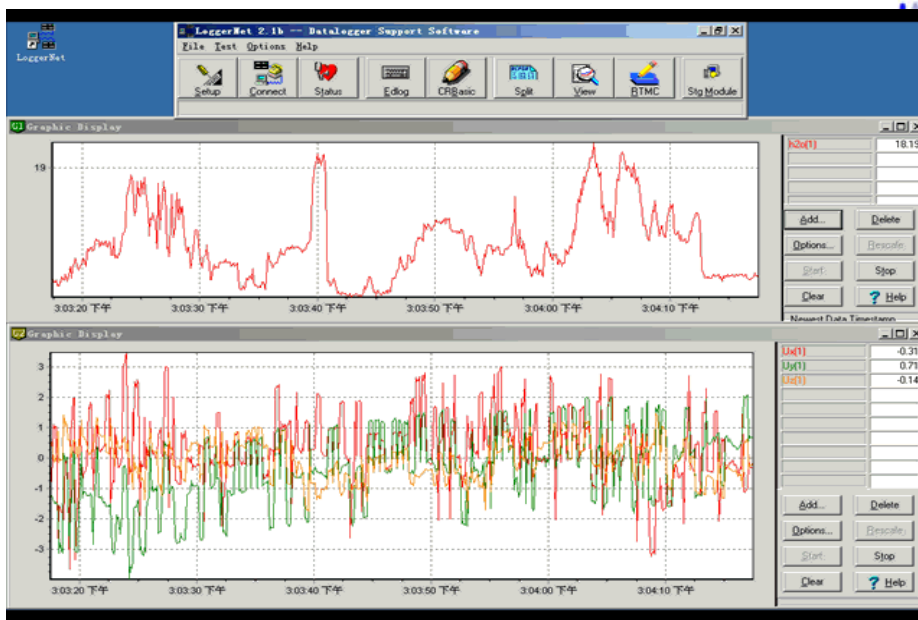 LoggerNet 2.1b -- Datalogger Support Software
File Test Options Help
LoggerNet
Setup Connect Status Edlog CRBasic Split View RTMC Stg Module
Graphic Display
h2o(1) 18.19
19
Add... Delete
Options... Rescale
Start Stop
Clear Help
3:03:20 下午 3:03:30 下午 3:03:40 下午 3:03:50 下午 3:04:00 下午 3:04:10 下午
Newest Data Timestamp
Graphic Display
Ux(1) -0.31
Uy(1) 0.71
Uz(1) -0.14
3
2
1
0
-1
-2
-3
Add... Delete
Options... Rescale
Start Stop
Clear Help
3:03:20 下午 3:03:30 下午 3:03:40 下午 3:03:50 下午 3:04:00 下午 3:04:10 下午